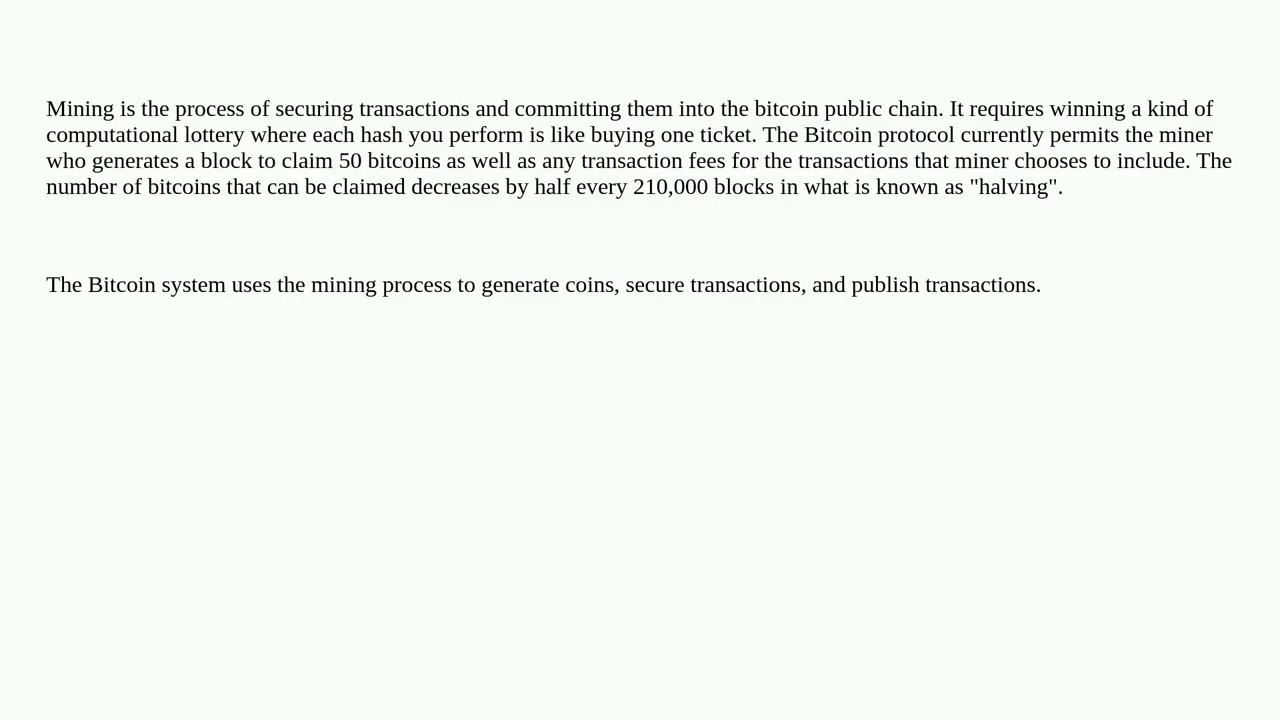 Mining is the process of securing transactions and committing them into the bitcoin public chain. It requires winning a kind of
computational lottery where each hash you perform is like buying one ticket. The Bitcoin protocol currently permits the miner
who generates a block to claim 50 bitcoins as well as any transaction fees for the transactions that miner chooses to include. The
number of bitcoins that can be claimed decreases by half every 210,000 blocks in what is known as "halving".
The Bitcoin system uses the mining process to generate coins, secure transactions, and publish transactions.